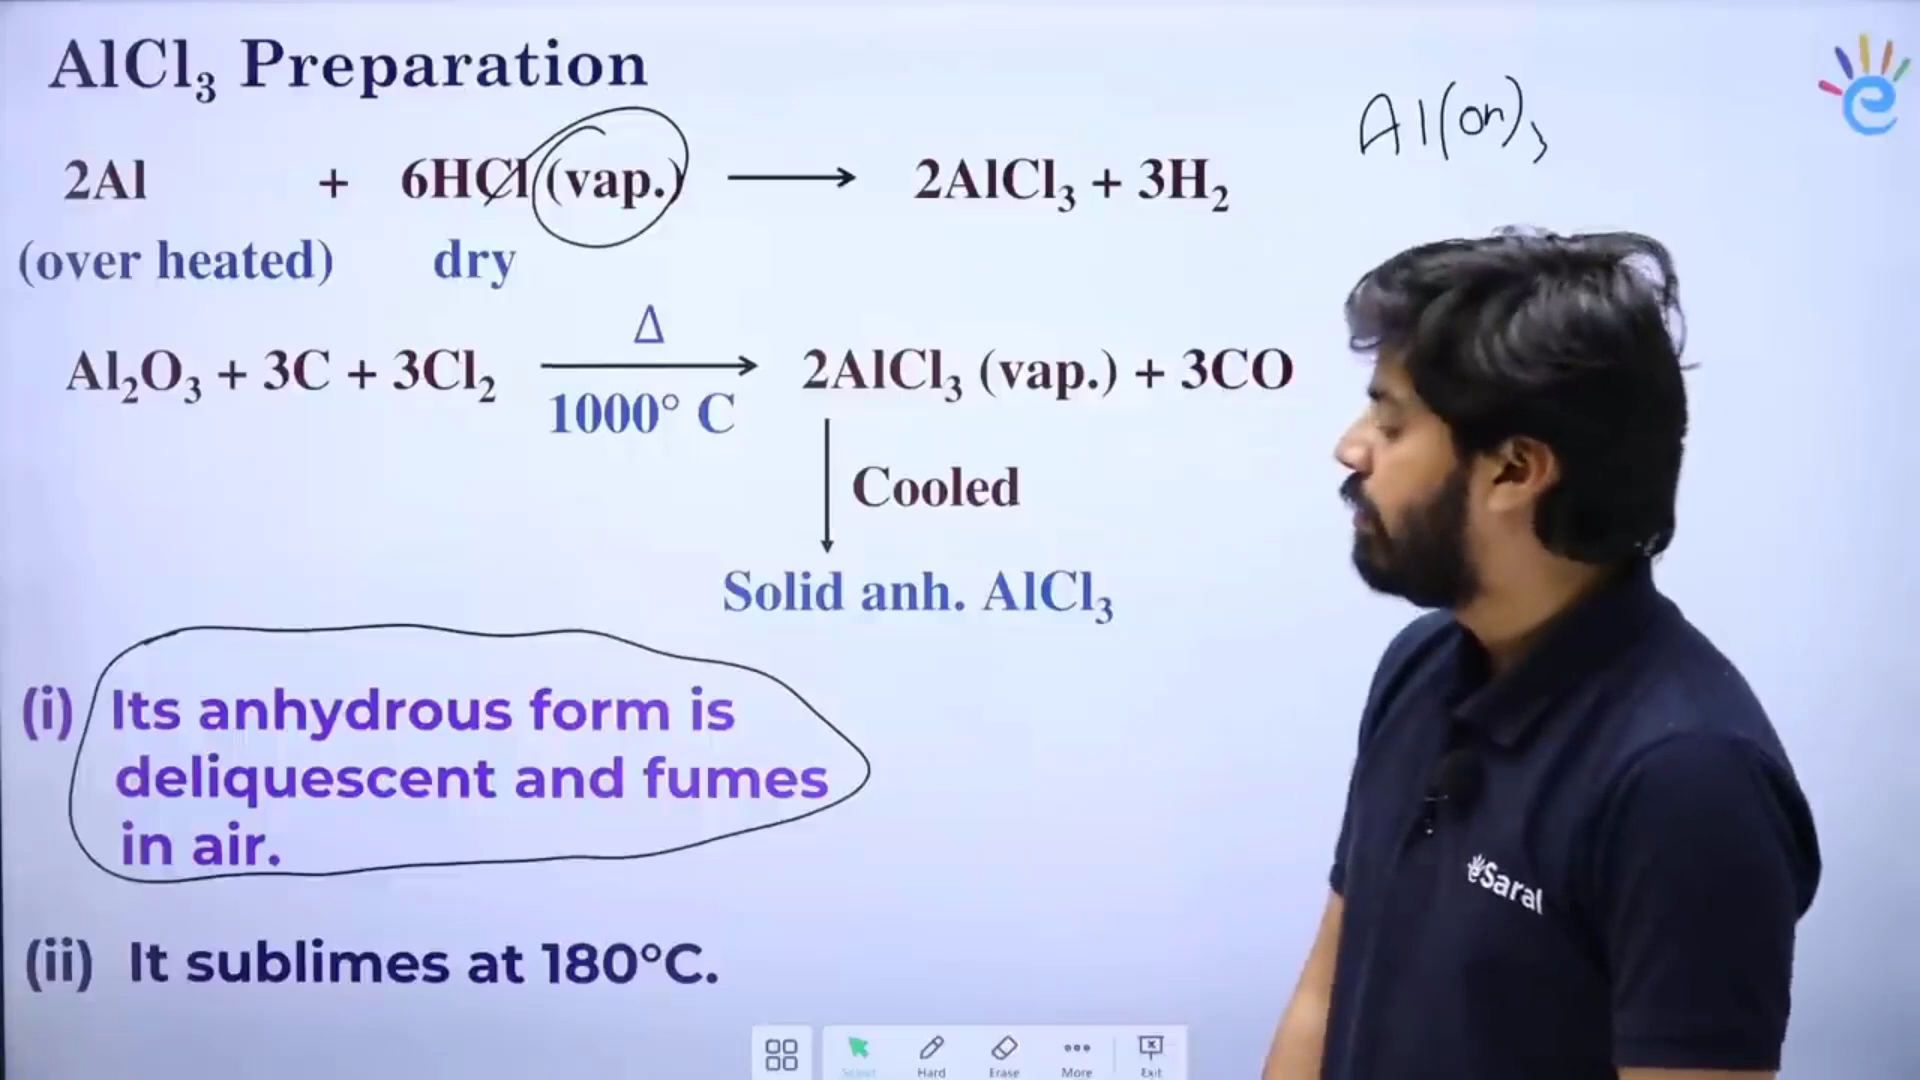 AlCl₃ Preparation
Al(OH)₃
2Al + 6HCl (vap.) ⟶ 2AlCl₃ + 3H₂
(over heated) dry
Δ
Al₂O₃ + 3C + 3Cl₂ ⟶ 2AlCl₃ (vap.) + 3CO
1000° C
Cooled
Solid anh. AlCl₃
(i) Its anhydrous form is
deliquescent and fumes
in air.
(ii) It sublimes at 180°C.
eSaral
Select Hard Erase More Exit